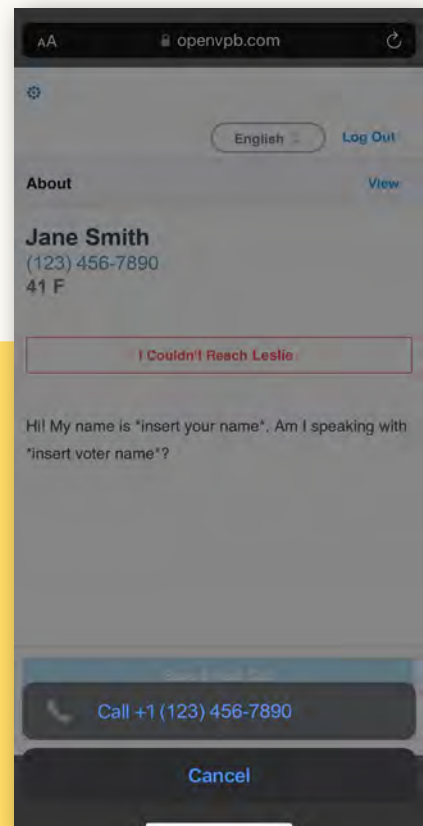 AA openvpb.com
English
Log Out
About
View
Jane Smith
(123) 456-7890
41 F
I Couldn't Reach Leslie
Hi! My name is *insert your name*. Am I speaking with
*insert voter name*?
Call +1 (123) 456-7890
Cancel